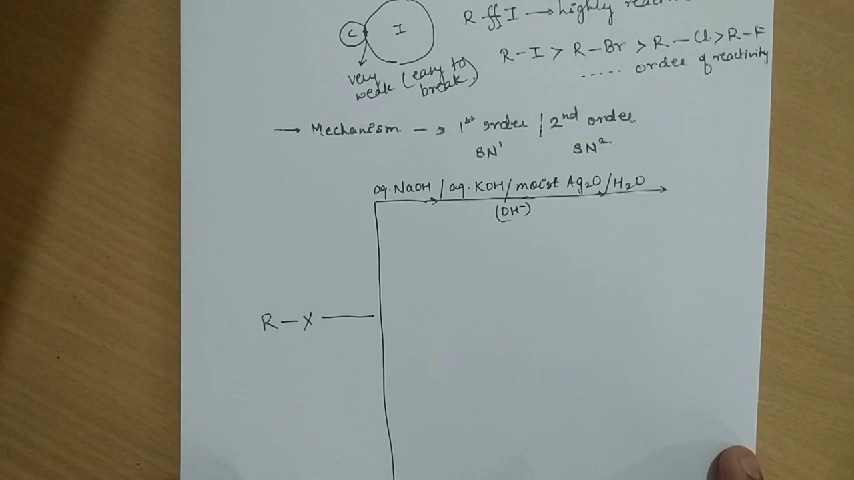 C I R I → highly
R-I > R-Br > R-Cl > R-F
very weak (easy to break)
..... order of reactivity
→ Mechanism → 1st order / 2nd order
SN1 SN2
aq. NaOH / aq. KOH / moist Ag2O / H2O
(OH-)
R-X